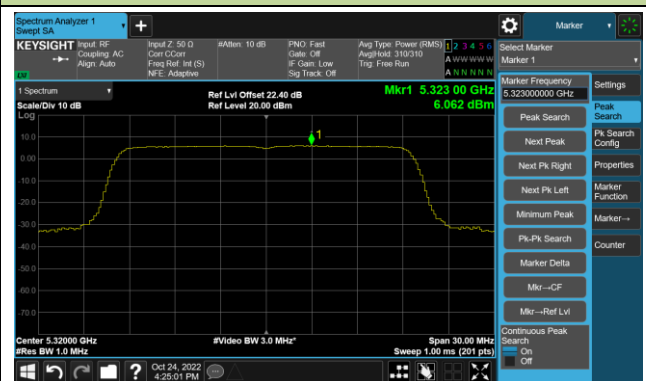 Spectrum Analyzer 1
Swept SA
+
Marker
KEYSIGHT
Input: RF
Coupling: AC
Align: Auto
Input Z: 50 Ω
Corr CCorr
Freq Ref: Int (S)
NFE: Adaptive
#Atten: 10 dB
PNO: Fast
Gate: Off
IF Gain: Low
Sig Track: Off
Avg Type: Power (RMS)
Avg|Hold: 310/310
Trig: Free Run
1 2 3 4 5 6
A W W W W W
A N N N N N
LXI
Select Marker
Marker 1
1 Spectrum
Scale/Div 10 dB
Log
Ref Lvl Offset 22.40 dB
Ref Level 20.00 dBm
Mkr1 5.323 00 GHz
6.062 dBm
Marker Frequency
5.323000000 GHz
Settings
Peak Search
Peak
Search
Next Peak
Pk Search
Config
Next Pk Right
Properties
Next Pk Left
Marker
Function
Minimum Peak
Marker→
Pk-Pk Search
Counter
Marker Delta
Mkr→CF
Mkr→Ref Lvl
Continuous Peak
Search
On
Off
10.0
0.00
-10.0
-20.0
-30.0
-40.0
-50.0
-60.0
-70.0
1
Center 5.32000 GHz
#Res BW 1.0 MHz
#Video BW 3.0 MHz*
Span 30.00 MHz
Sweep 1.00 ms (201 pts)
?
Oct 24, 2022
4:25:01 PM